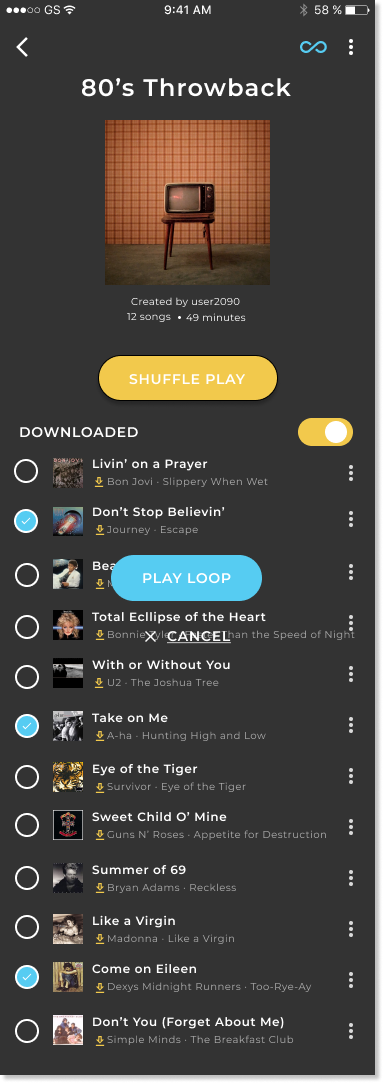 GS 9:41 AM 58 %
80’s Throwback
Created by user2090
12 songs • 49 minutes
SHUFFLE PLAY
DOWNLOADED
Livin’ on a Prayer
Bon Jovi · Slippery When Wet
Don’t Stop Believin’
Journey · Escape
PLAY LOOP
Total Ecllipse of the Heart
Bonnie Tyler than the Speed of Night
CANCEL
With or Without You
U2 · The Joshua Tree
Take on Me
A-ha · Hunting High and Low
Eye of the Tiger
Survivor · Eye of the Tiger
Sweet Child O’ Mine
Guns N’ Roses · Appetite for Destruction
Summer of 69
Bryan Adams · Reckless
Like a Virgin
Madonna · Like a Virgin
Come on Eileen
Dexys Midnight Runners · Too-Rye-Ay
Don’t You (Forget About Me)
Simple Minds · The Breakfast Club